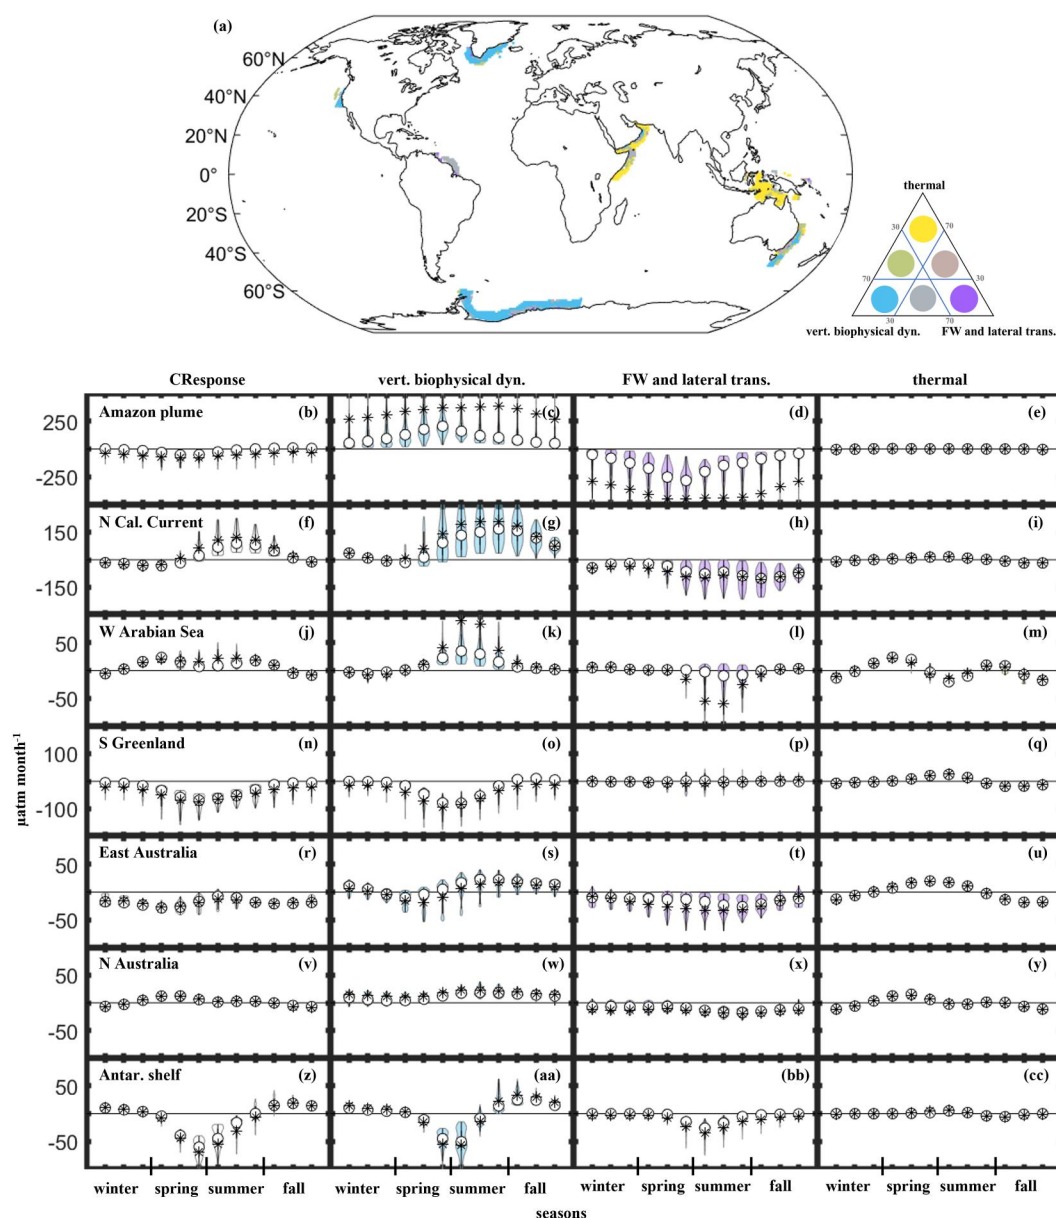 (a)
60°N
40°N
20°N
0°
20°S
40°S
60°S
thermal
30 70
70 30
30 70
vert. biophysical dyn. FW and lateral trans.
CResponse vert. biophysical dyn. FW and lateral trans. thermal
Amazon plume (b) (c) (d) (e)
250
-250
N Cal. Current (f) (g) (h) (i)
150
-150
W Arabian Sea (j) (k) (l) (m)
50
-50
S Greenland (n) (o) (p) (q)
100
-100
East Australia (r) (s) (t) (u)
50
-50
N Australia (v) (w) (x) (y)
50
-50
Antar. shelf (z) (aa) (bb) (cc)
50
-50
µatm month⁻¹
winter spring summer fall winter spring summer fall winter spring summer fall winter spring summer fall
seasons